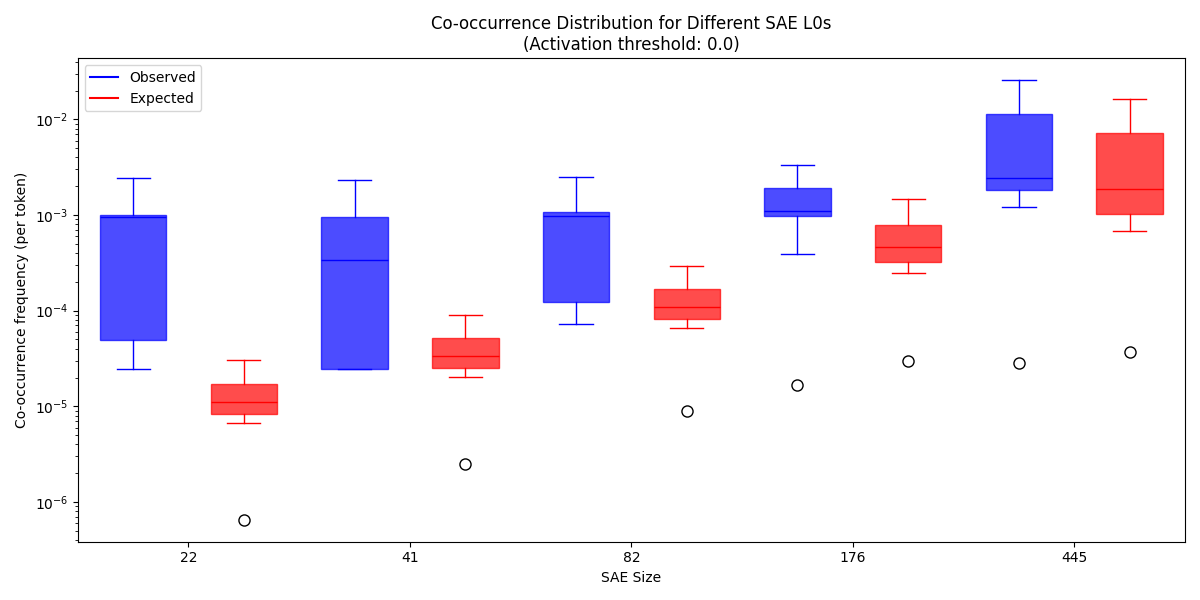 Co-occurrence Distribution for Different SAE L0s
(Activation threshold: 0.0)
Observed
Expected
Co-occurrence frequency (per token)
10⁻²
10⁻³
10⁻⁴
10⁻⁵
10⁻⁶
22
41
82
176
445
SAE Size